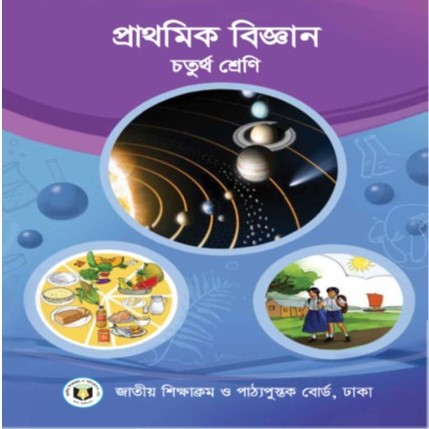 প্রাথমিক বিজ্ঞান
চতুর্থ শ্রেণি
জাতীয় শিক্ষাক্রম ও পাঠ্যপুস্তক বোর্ড, ঢাকা